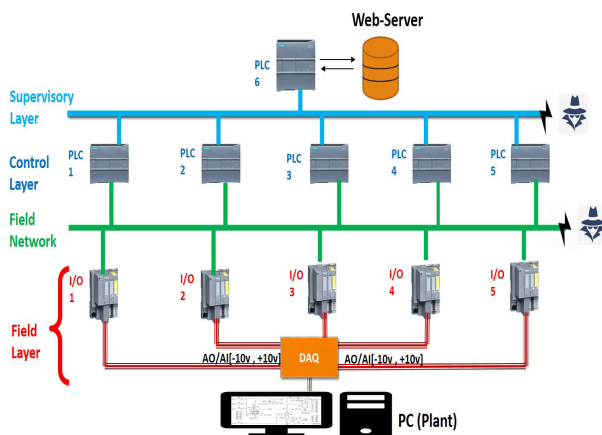 Web-Server
PLC
6
Supervisory
Layer
Control
Layer
PLC
1
PLC
2
PLC
3
PLC
4
PLC
5
Field
Network
I/O
1
I/O
2
I/O
3
I/O
4
I/O
5
Field
Layer
AO/AI[-10v , +10v]
DAQ
AO/AI[-10v , +10v]
PC (Plant)